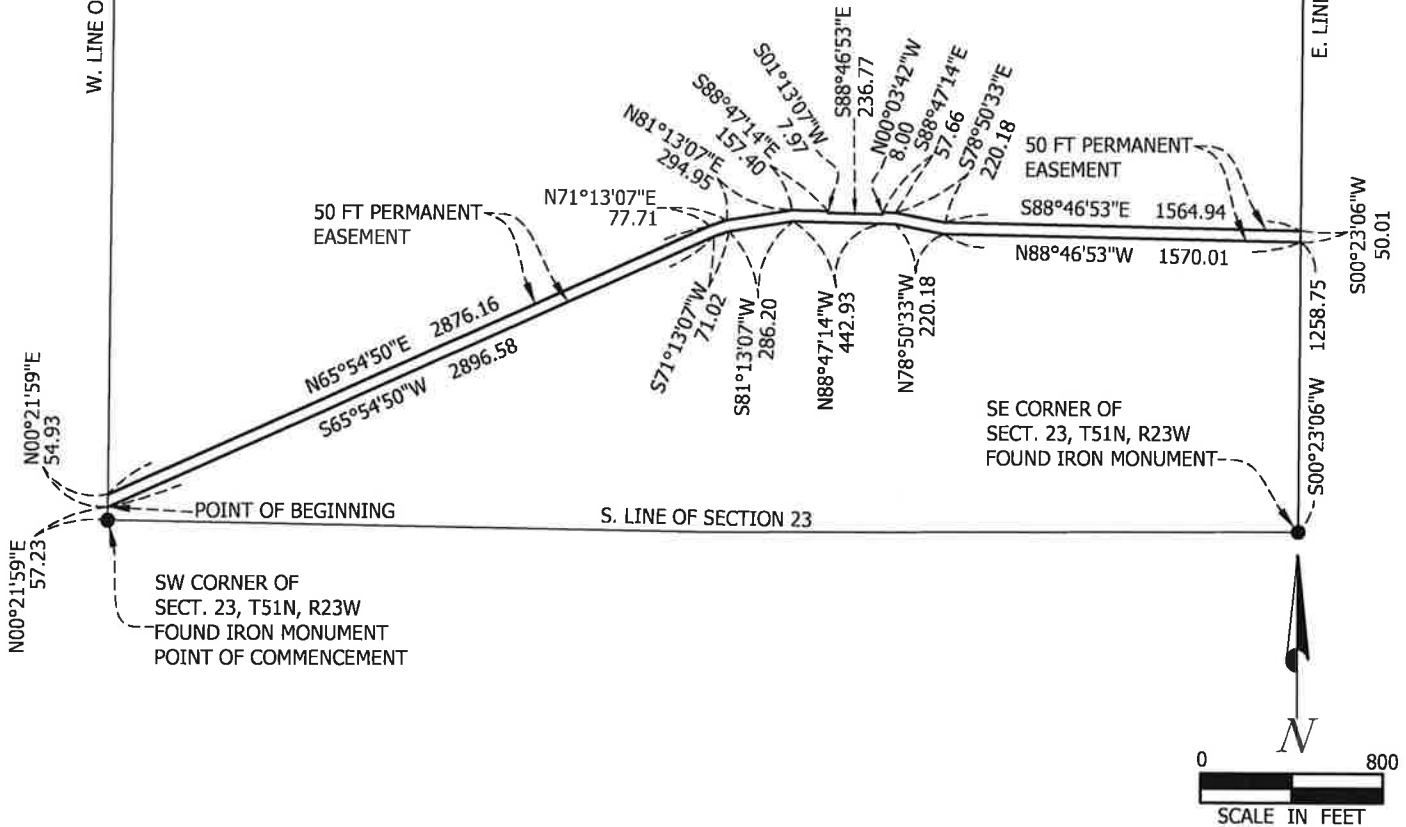 W. LINE O
E. LINE
S01°13'07"W
7.97
S88°46'53"E
236.77
N00°03'42"W
8.00
S88°47'14"E
57.66
S78°50'33"E
220.18
S88°47'14"E
157.40
N81°13'07"E
294.95
N71°13'07"E
77.71
50 FT PERMANENT
EASEMENT
50 FT PERMANENT
EASEMENT
S88°46'53"E 1564.94
N88°46'53"W 1570.01
S00°23'06"W
50.01
1258.75
S00°23'06"W
N65°54'50"E 2876.16
S65°54'50"W 2896.58
S71°13'07"W
71.02
S81°13'07"W
286.20
N88°47'14"W
442.93
N78°50'33"W
220.18
N00°21'59"E
54.93
SE CORNER OF
SECT. 23, T51N, R23W
FOUND IRON MONUMENT
POINT OF BEGINNING
S. LINE OF SECTION 23
N00°21'59"E
57.23
SW CORNER OF
SECT. 23, T51N, R23W
FOUND IRON MONUMENT
POINT OF COMMENCEMENT
N
0 800
SCALE IN FEET